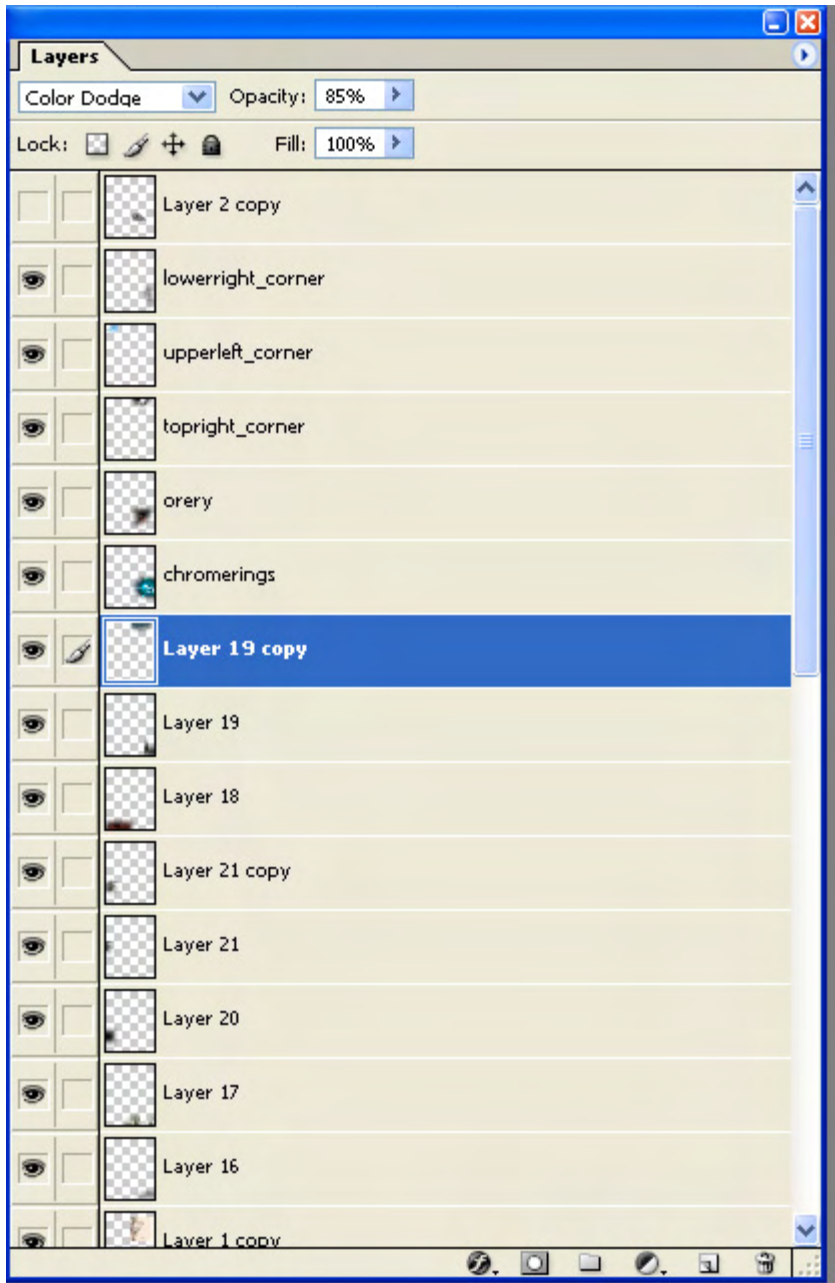 Layers
Color Dodge Opacity: 85%
Lock: Fill: 100%
Layer 2 copy
lowerright_corner
upperleft_corner
topright_corner
orery
chromerings
Layer 19 copy
Layer 19
Layer 18
Layer 21 copy
Layer 21
Layer 20
Layer 17
Layer 16
Layer 1 copy